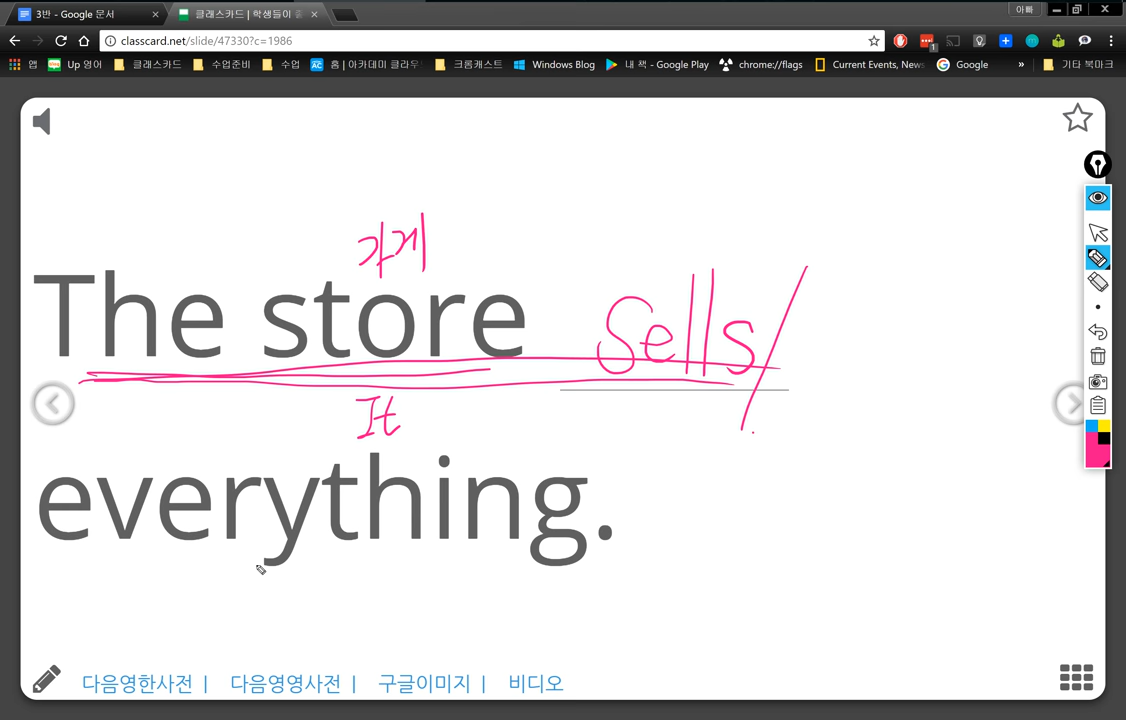 3반 - Google 문서
클래스카드 | 학생들이 좋
아빠
classcard.net/slide/47330?c=1986
앱 Up 영어 클래스카드 수업준비 수업 홈 | 아카데미 클라우 크롬캐스트 Windows Blog 내 책 - Google Play chrome://flags Current Events, News Google » 기타 북마크
가게
The store sells/
It
everything.
다음영한사전 | 다음영영사전 | 구글이미지 | 비디오